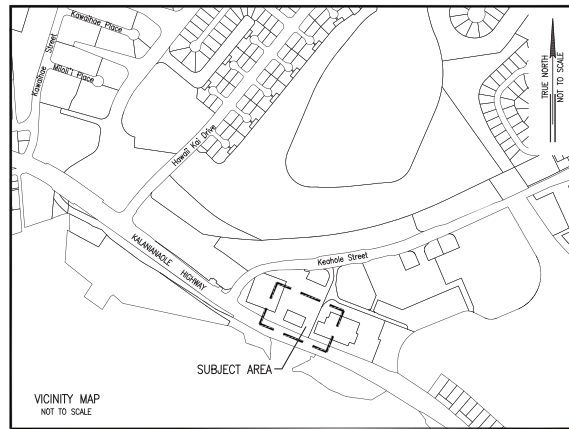 Kawaihae Place
Kawaihae Street
Miloli'i Place
Hawaii Kai Drive
TRUE NORTH
NOT TO SCALE
KALANIANAOLE HIGHWAY
Keahole Street
SUBJECT AREA
VICINITY MAP
NOT TO SCALE